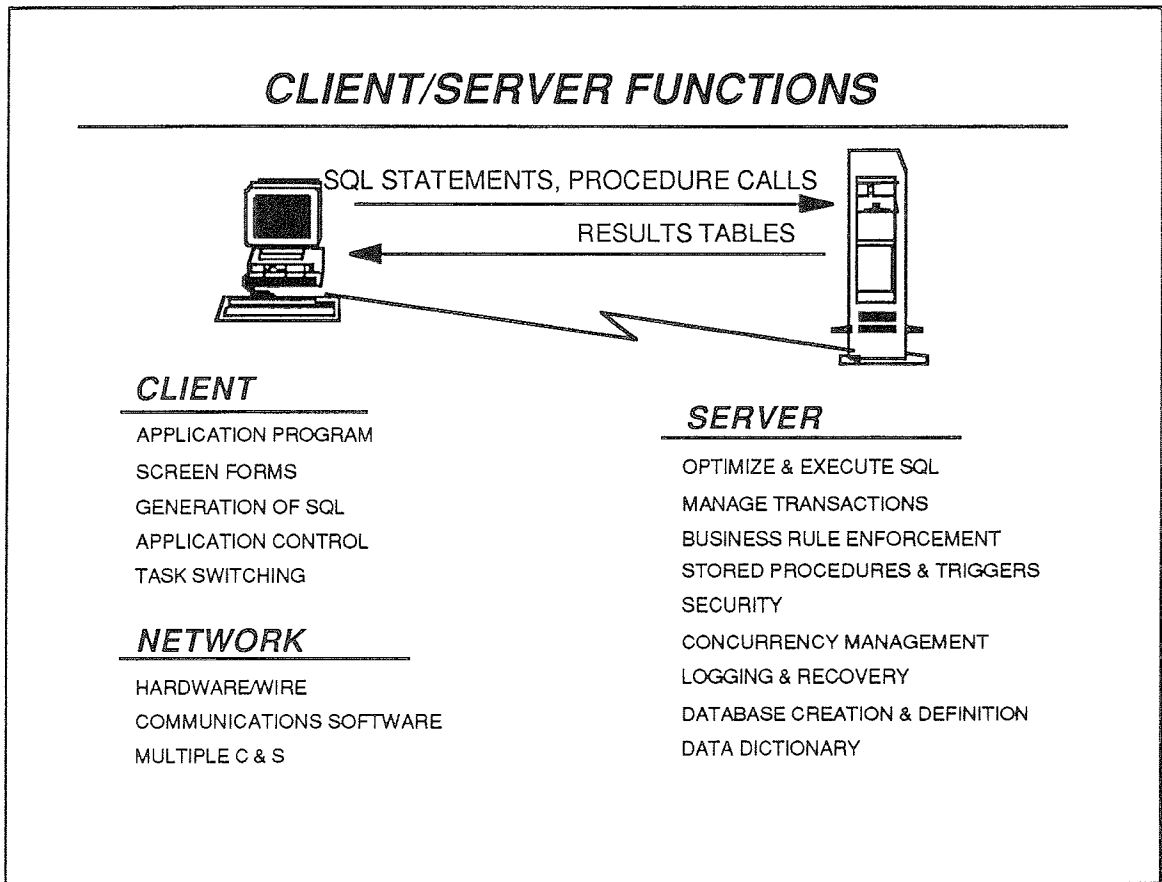 CLIENT/SERVER FUNCTIONS
SQL STATEMENTS, PROCEDURE CALLS
RESULTS TABLES
CLIENT
APPLICATION PROGRAM
SCREEN FORMS
GENERATION OF SQL
APPLICATION CONTROL
TASK SWITCHING
NETWORK
HARDWARE/WIRE
COMMUNICATIONS SOFTWARE
MULTIPLE C & S
SERVER
OPTIMIZE & EXECUTE SQL
MANAGE TRANSACTIONS
BUSINESS RULE ENFORCEMENT
STORED PROCEDURES & TRIGGERS
SECURITY
CONCURRENCY MANAGEMENT
LOGGING & RECOVERY
DATABASE CREATION & DEFINITION
DATA DICTIONARY